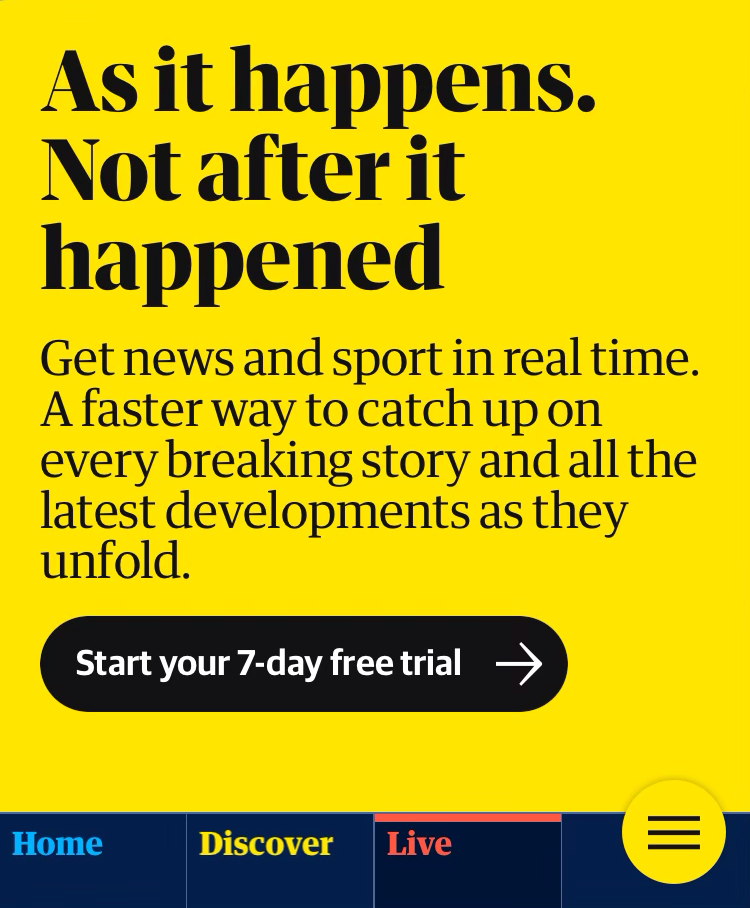 As it happens.
Not after it
happened
Get news and sport in real time.
A faster way to catch up on
every breaking story and all the
latest developments as they
unfold.
Start your 7-day free trial
Home
Discover
Live